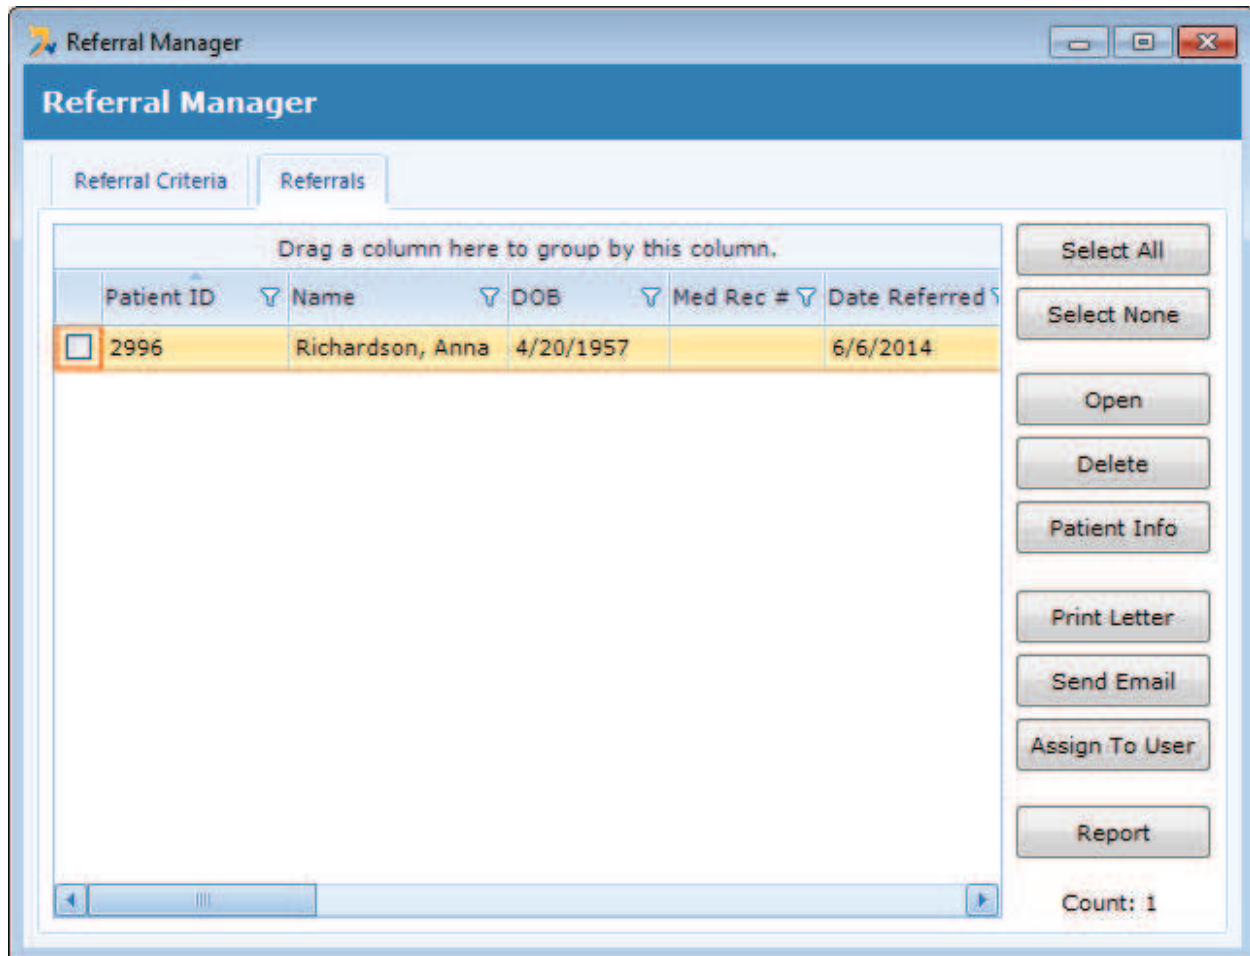 Referral Manager
Referral Manager
Referral Criteria Referrals
Drag a column here to group by this column.
Patient ID Name DOB Med Rec # Date Referred
2996 Richardson, Anna 4/20/1957 6/6/2014
Select All
Select None
Open
Delete
Patient Info
Print Letter
Send Email
Assign To User
Report
Count: 1